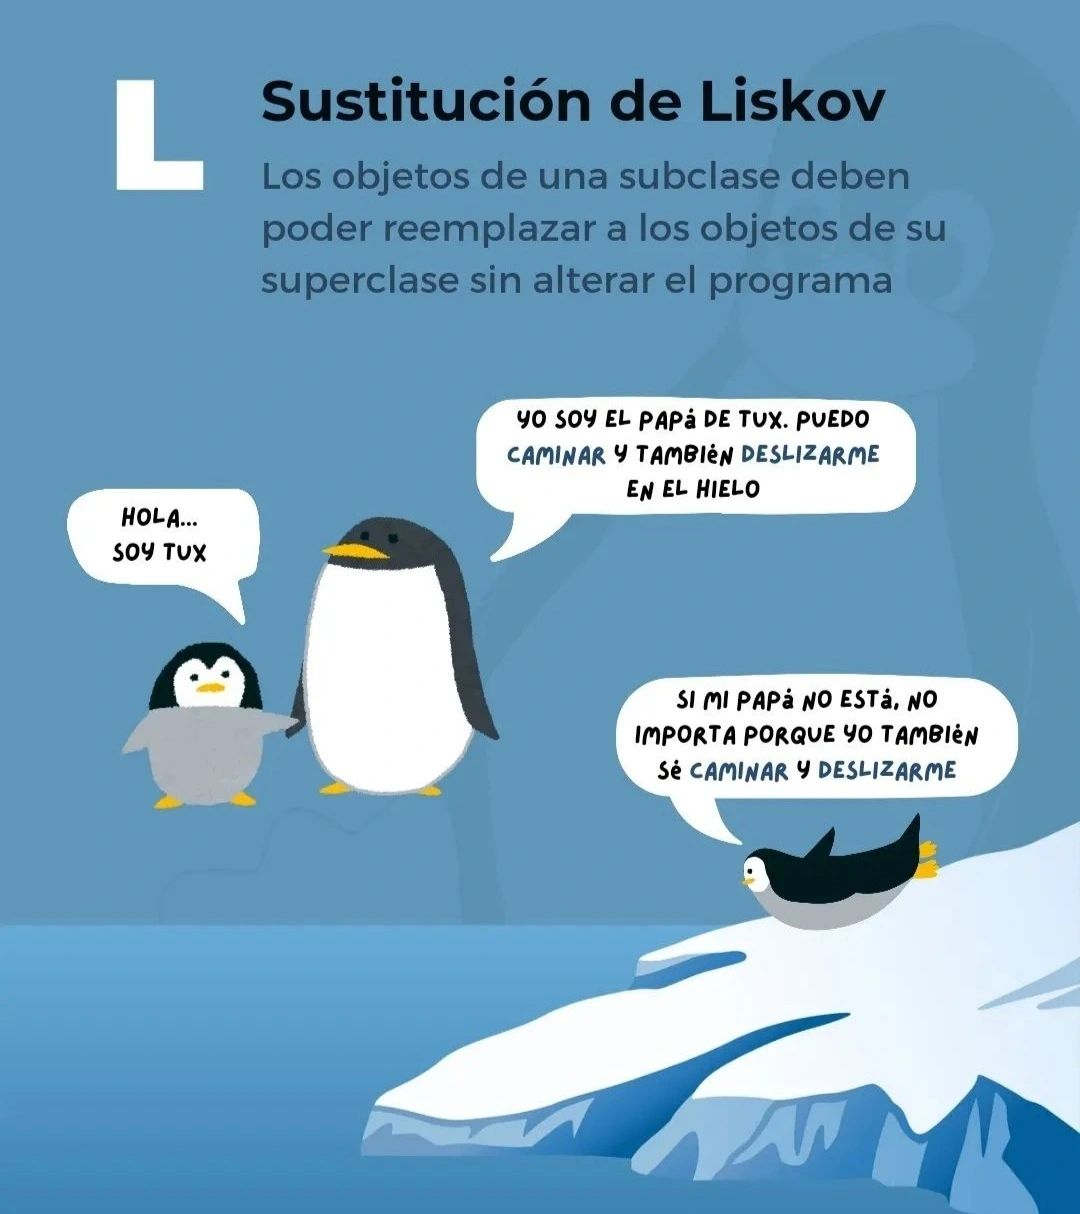 L
Sustitución de Liskov
Los objetos de una subclase deben
poder reemplazar a los objetos de su
superclase sin alterar el programa
YO SOY EL PAPá DE TUX. PUEDO
CAMINAR Y TAMBIéN DESLIZARME
EN EL HIELO
HOLA...
SOY TUX
SI MI PAPá NO ESTá, NO
IMPORTA PORQUE YO TAMBIéN
Sé CAMINAR Y DESLIZARME